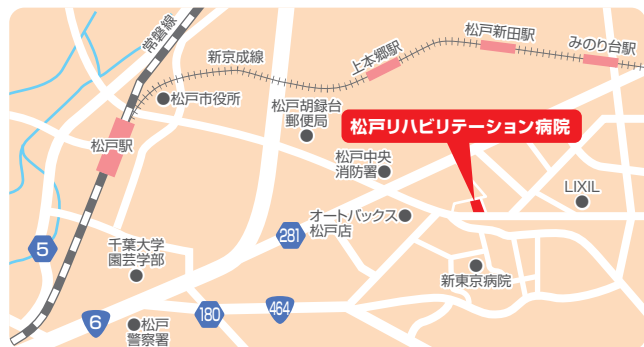 常磐線
新京成線
上本郷駅
松戸新田駅
みのり台駅
松戸市役所
松戸胡録台
郵便局
松戸リハビリテーション病院
松戸駅
松戸中央
消防署
LIXIL
オートバックス
松戸店
281
5
千葉大学
園芸学部
新東京病院
6
180
464
松戸
警察署